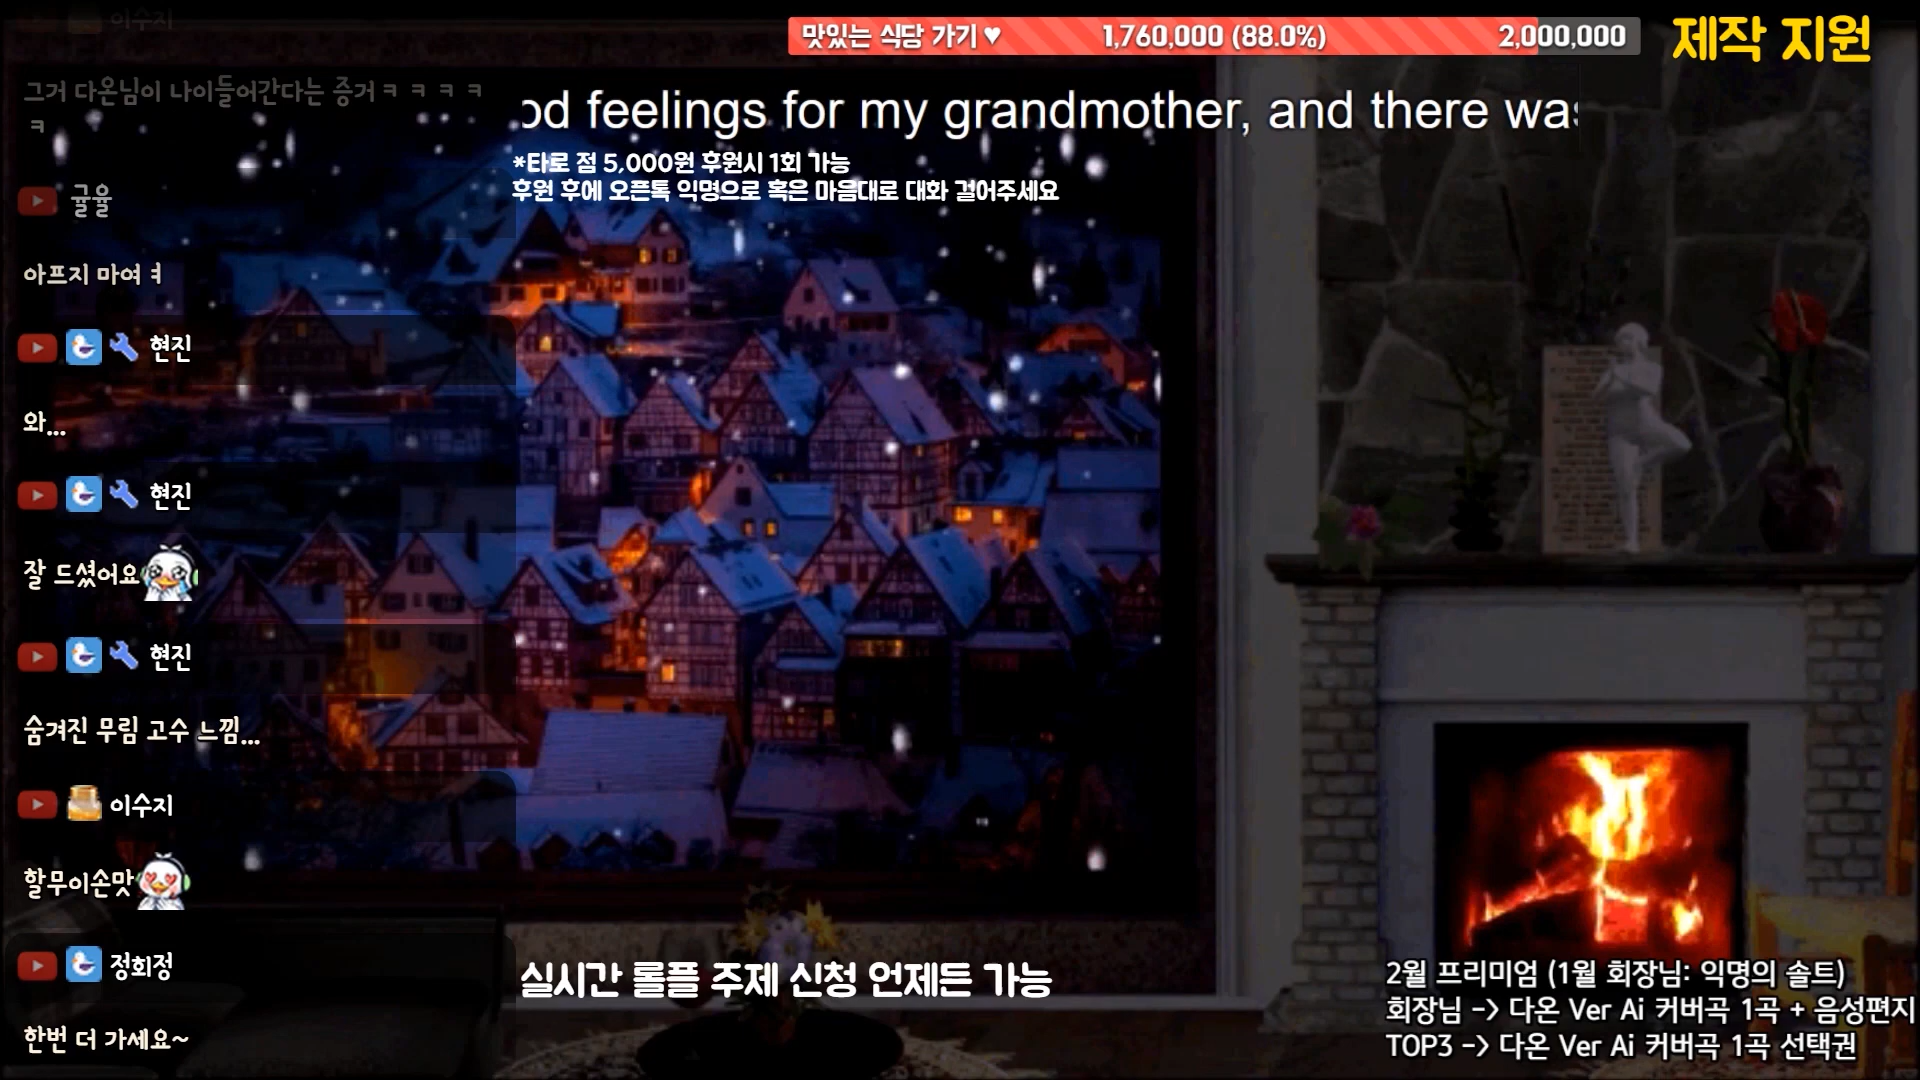 이수지
맛있는 식당 가기 ♥ 1,760,000 (88.0%) 2,000,000
제작 지원
그거 다온님이 나이들어간다는 증거ㅋㅋㅋㅋ
ㅋ
od feelings for my grandmother, and there was
*타로 점 5,000원 후원시 1회 가능
후원 후에 오픈톡 익명으로 혹은 마음대로 대화 걸어주세요
귤율
아프지 마여ㅕ
현진
와...
현진
잘 드셨어요
현진
숨겨진 무림 고수 느낌...
이수지
할무이손맛
정회정
한번 더 가세요~
실시간 롤플 주제 신청 언제든 가능
2월 프리미엄 (1월 회장님: 익명의 솔트)
회장님 -> 다온 Ver Ai 커버곡 1곡 + 음성편지
TOP3 -> 다온 Ver Ai 커버곡 1곡 선택권